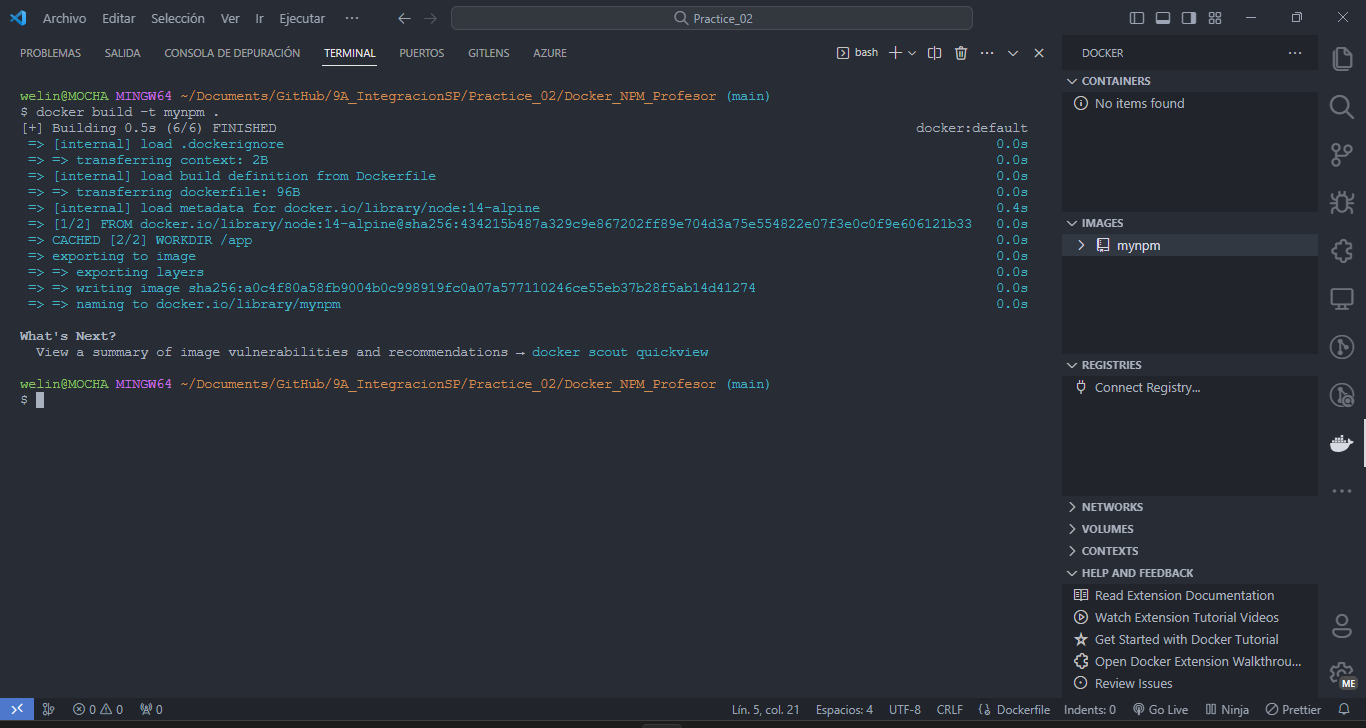 Archivo Editar Selección Ver Ir Ejecutar ··· Practice_02
PROBLEMAS SALIDA CONSOLA DE DEPURACIÓN TERMINAL PUERTOS GITLENS AZURE bash
welin@MOCHA MINGW64 ~/Documents/GitHub/9A_IntegracionSP/Practice_02/Docker_NPM_Profesor (main)
$ docker build -t mynpm .
[+] Building 0.5s (6/6) FINISHED docker:default
=> [internal] load .dockerignore 0.0s
=> => transferring context: 2B 0.0s
=> [internal] load build definition from Dockerfile 0.0s
=> => transferring dockerfile: 96B 0.0s
=> [internal] load metadata for docker.io/library/node:14-alpine 0.4s
=> [1/2] FROM docker.io/library/node:14-alpine@sha256:434215b487a329c9e867202ff89e704d3a75e554822e07f3e0c0f9e606121b33 0.0s
=> CACHED [2/2] WORKDIR /app 0.0s
=> exporting to image 0.0s
=> => exporting layers 0.0s
=> => writing image sha256:a0c4f80a58fb9004b0c998919fc0a07a577110246ce55eb37b28f5ab14d41274 0.0s
=> => naming to docker.io/library/mynpm 0.0s
What's Next?
View a summary of image vulnerabilities and recommendations → docker scout quickview
welin@MOCHA MINGW64 ~/Documents/GitHub/9A_IntegracionSP/Practice_02/Docker_NPM_Profesor (main)
$
DOCKER
CONTAINERS
No items found
IMAGES
mynpm
REGISTRIES
Connect Registry...
NETWORKS
VOLUMES
CONTEXTS
HELP AND FEEDBACK
Read Extension Documentation
Watch Extension Tutorial Videos
Get Started with Docker Tutorial
Open Docker Extension Walkthrou...
Review Issues
ME
0 0 0 Lín. 5, col. 21 Espacios: 4 UTF-8 CRLF Dockerfile Indents: 0 Go Live Ninja Prettier